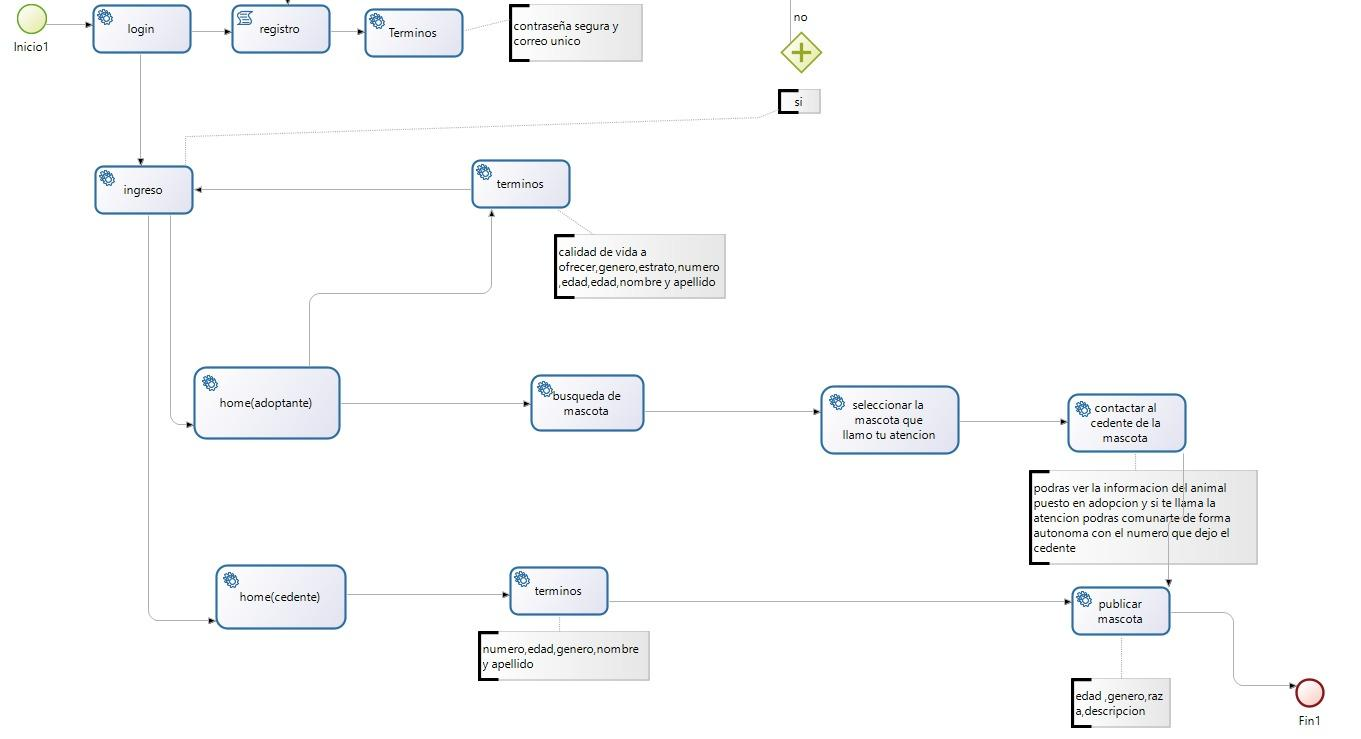 Inicio1
login
registro
Terminos
contraseña segura y
correo unico
no
si
ingreso
terminos
calidad de vida a
ofrecer,genero,estrato,numero
,edad,edad,nombre y apellido
home(adoptante)
busqueda de
mascota
seleccionar la
mascota que
llamo tu atencion
contactar al
cedente de la
mascota
podras ver la informacion del animal
puesto en adopcion y si te llama la
atencion podras comunarte de forma
autonoma con el numero que dejo el
cedente
home(cedente)
terminos
numero,edad,genero,nombre
y apellido
publicar
mascota
edad ,genero,raz
a,descripcion
Fin1